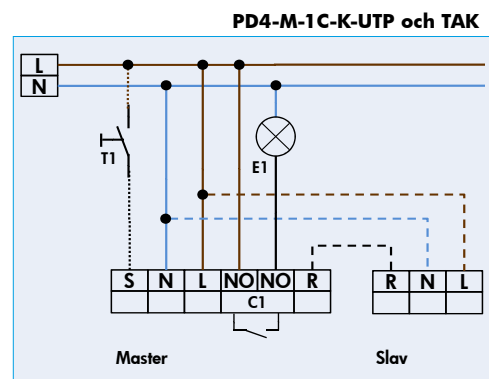 PD4-M-1C-K-UTP och TAK
L
N
T1
E1
S N L NO NO R
R N L
C1
Master
Slav